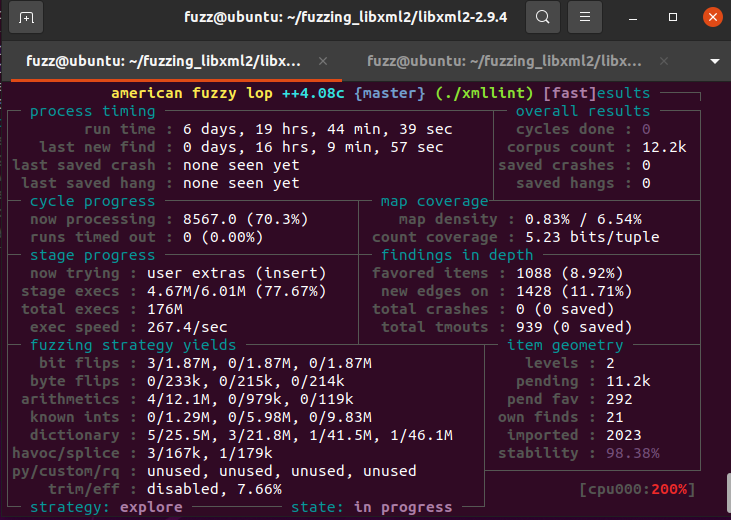 fuzz@ubuntu: ~/fuzzing_libxml2/libxml2-2.9.4
fuzz@ubuntu: ~/fuzzing_libxml2/libx...
fuzz@ubuntu: ~/fuzzing_libxml2/libx...
american fuzzy lop ++4.08c {master} (./xmllint) [fast]esults
process timing overall results
run time : 6 days, 19 hrs, 44 min, 39 sec cycles done : 0
last new find : 0 days, 16 hrs, 9 min, 57 sec corpus count : 12.2k
last saved crash : none seen yet saved crashes : 0
last saved hang : none seen yet saved hangs : 0
cycle progress map coverage
now processing : 8567.0 (70.3%) map density : 0.83% / 6.54%
runs timed out : 0 (0.00%) count coverage : 5.23 bits/tuple
stage progress findings in depth
now trying : user extras (insert) favored items : 1088 (8.92%)
stage execs : 4.67M/6.01M (77.67%) new edges on : 1428 (11.71%)
total execs : 176M total crashes : 0 (0 saved)
exec speed : 267.4/sec total tmouts : 939 (0 saved)
fuzzing strategy yields item geometry
bit flips : 3/1.87M, 0/1.87M, 0/1.87M levels : 2
byte flips : 0/233k, 0/215k, 0/214k pending : 11.2k
arithmetics : 4/12.1M, 0/979k, 0/119k pend fav : 292
known ints : 0/1.29M, 0/5.98M, 0/9.83M own finds : 21
dictionary : 5/25.5M, 3/21.8M, 1/41.5M, 1/46.1M imported : 2023
havoc/splice : 3/167k, 1/179k stability : 98.38%
py/custom/rq : unused, unused, unused, unused
trim/eff : disabled, 7.66% [cpu000:200%]
strategy: explore state: in progress